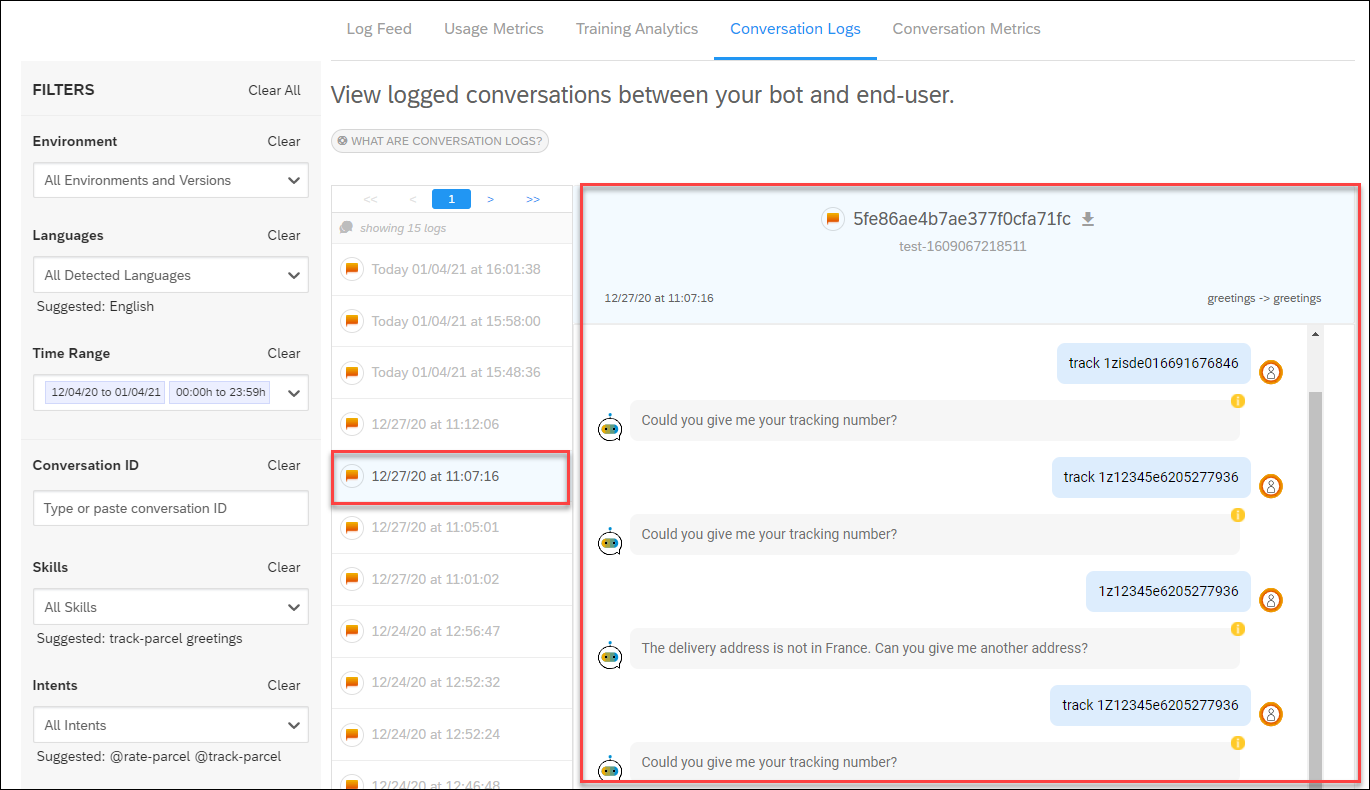 Log Feed Usage Metrics Training Analytics Conversation Logs Conversation Metrics
FILTERS Clear All
Environment Clear
All Environments and Versions
Languages Clear
All Detected Languages
Suggested: English
Time Range Clear
12/04/20 to 01/04/21 00:00h to 23:59h
Conversation ID Clear
Type or paste conversation ID
Skills Clear
All Skills
Suggested: track-parcel greetings
Intents Clear
All Intents
Suggested: @rate-parcel @track-parcel
View logged conversations between your bot and end-user.
WHAT ARE CONVERSATION LOGS?
<< < 1 > >>
showing 15 logs
Today 01/04/21 at 16:01:38
Today 01/04/21 at 15:58:00
Today 01/04/21 at 15:48:36
12/27/20 at 11:12:06
12/27/20 at 11:07:16
12/27/20 at 11:05:01
12/27/20 at 11:01:02
12/24/20 at 12:56:47
12/24/20 at 12:52:32
12/24/20 at 12:52:24
12/24/20 at 12:46:48
5fe86ae4b7ae377f0cfa71fc
test-1609067218511
12/27/20 at 11:07:16 greetings -> greetings
track 1zisde016691676846
Could you give me your tracking number?
track 1z12345e6205277936
Could you give me your tracking number?
1z12345e6205277936
The delivery address is not in France. Can you give me another address?
track 1Z12345e6205277936
Could you give me your tracking number?